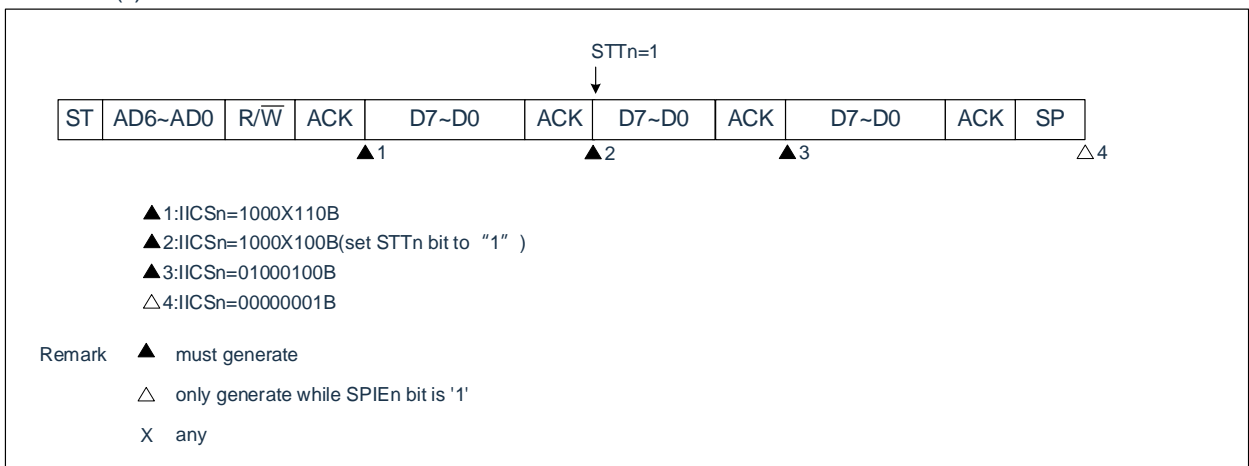 STTn=1
ST AD6~AD0 R/W̅ ACK D7~D0 ACK D7~D0 ACK D7~D0 ACK SP
▲1 ▲2 ▲3 △4
▲1:IICSn=1000X110B
▲2:IICSn=1000X100B(set STTn bit to “1”)
▲3:IICSn=01000100B
△4:IICSn=00000001B
Remark ▲ must generate
△ only generate while SPIEn bit is '1'
X any